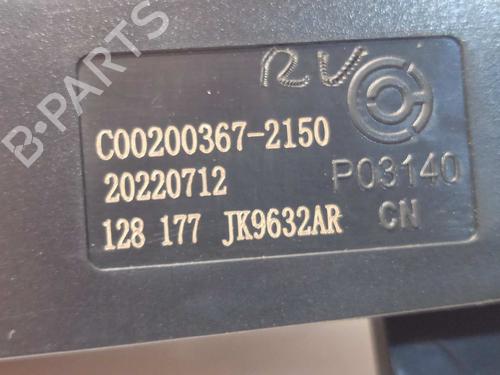 B-PARTS
RV
C00200367-2150
20220712
P03140
128 177 JK9632AR
CN